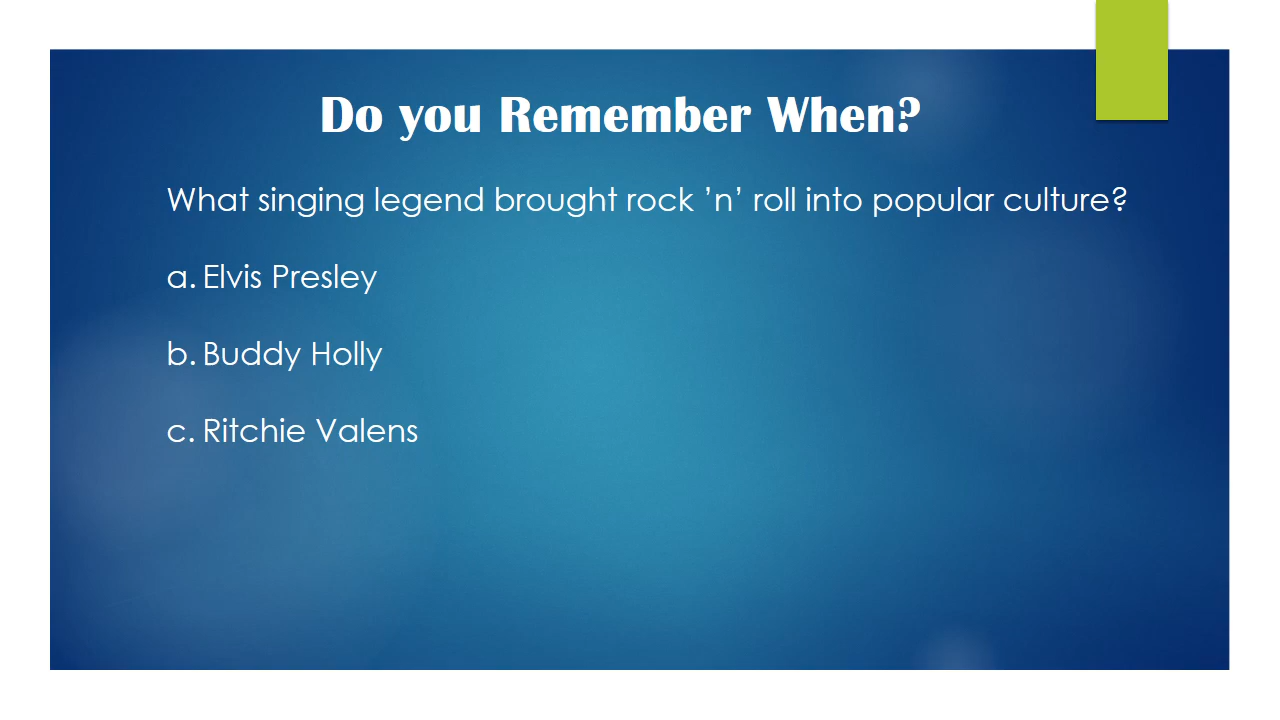 Do you Remember When?
What singing legend brought rock ’n’ roll into popular culture?
a. Elvis Presley
b. Buddy Holly
c. Ritchie Valens